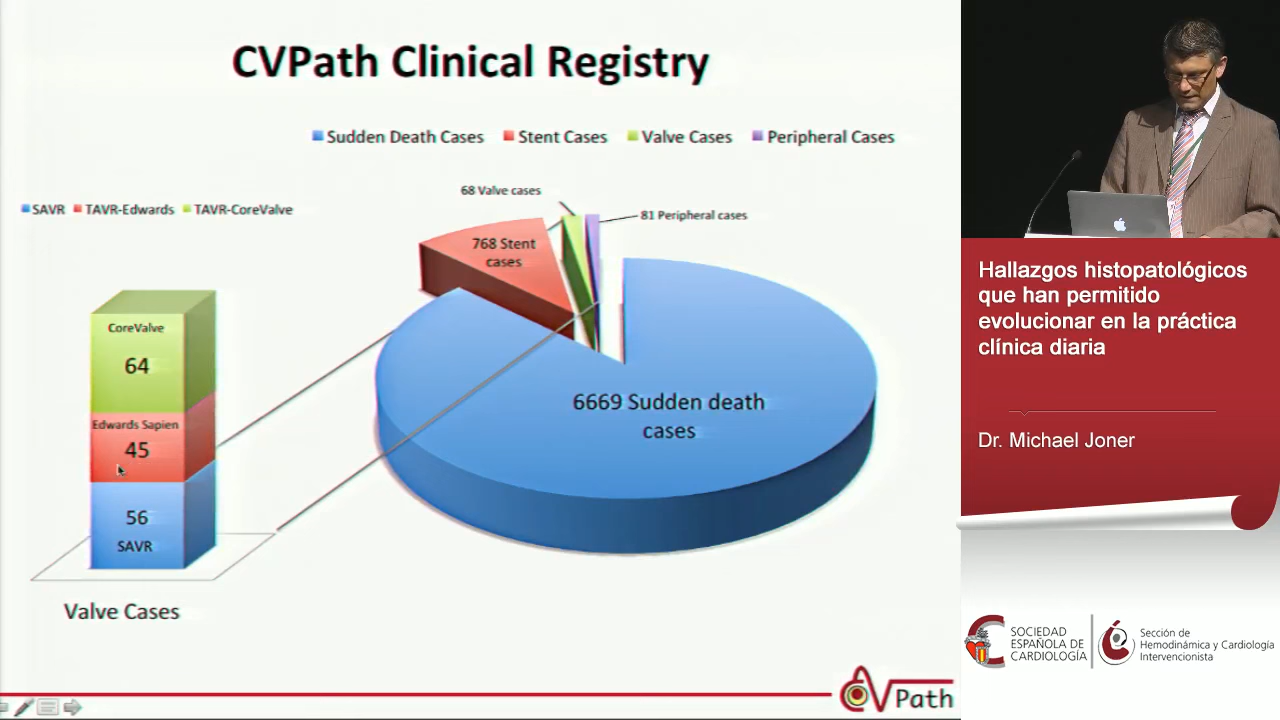 CVPath Clinical Registry
Sudden Death Cases Stent Cases Valve Cases Peripheral Cases
68 Valve cases
SAVR TAVR-Edwards TAVR-CoreValve
81 Peripheral cases
768 Stent
cases
CoreValve
64
6669 Sudden death
cases
Edwards Sapien
45
56
SAVR
Valve Cases
CVPath
Hallazgos histopatológicos
que han permitido
evolucionar en la práctica
clínica diaria
Dr. Michael Joner
SOCIEDAD
ESPAÑOLA DE
CARDIOLOGÍA
Sección de
Hemodinámica y Cardiología
Intervencionista